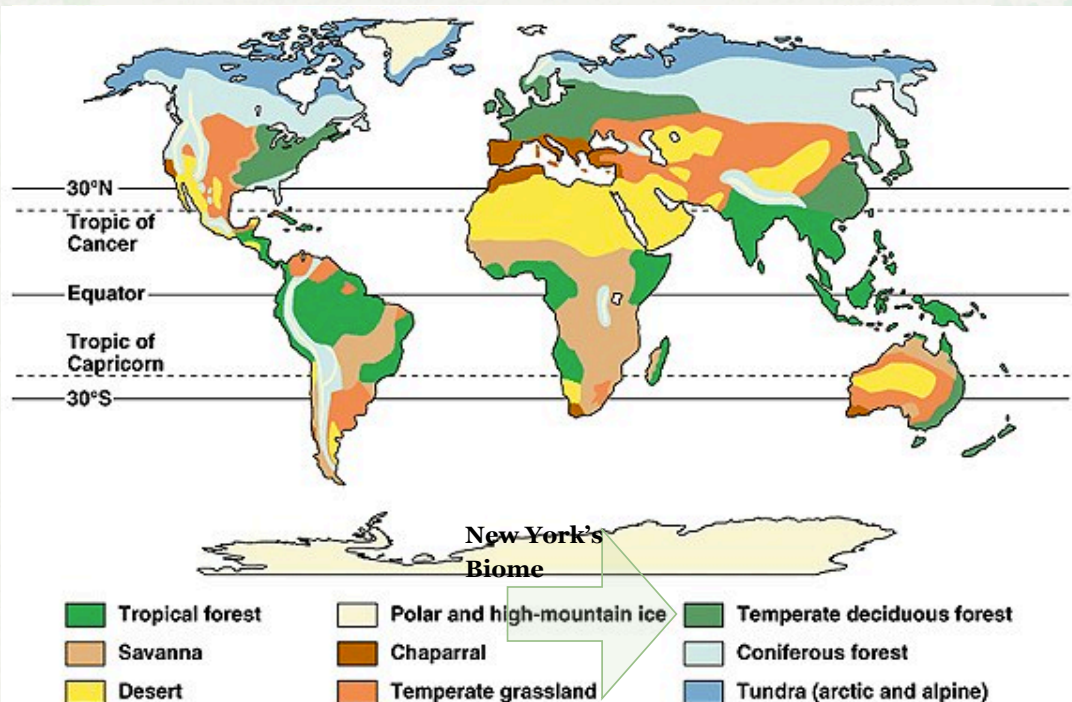 30°N
Tropic of
Cancer
Equator
Tropic of
Capricorn
30°S
New York's
Biome
Tropical forest
Polar and high-mountain ice
Temperate deciduous forest
Savanna
Chaparral
Coniferous forest
Desert
Temperate grassland
Tundra (arctic and alpine)